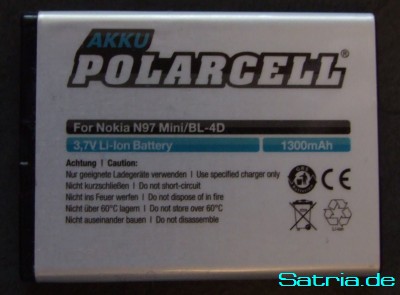 AKKU
POLARCELL®
For Nokia N97 Mini/BL-4D
3,7V Li-Ion Battery 1300mAh
Achtung | Caution
Nur geeignete Ladegeräte verwenden | Use specified charger only
Nicht kurzschließen | Do not short-circuit
Nicht ins Feuer werfen | Do not dispose of in fire
Nicht über 60°C lagern | Do not store over 60°C
Nicht auseinander bauen | Do not disassemble
Satria.de